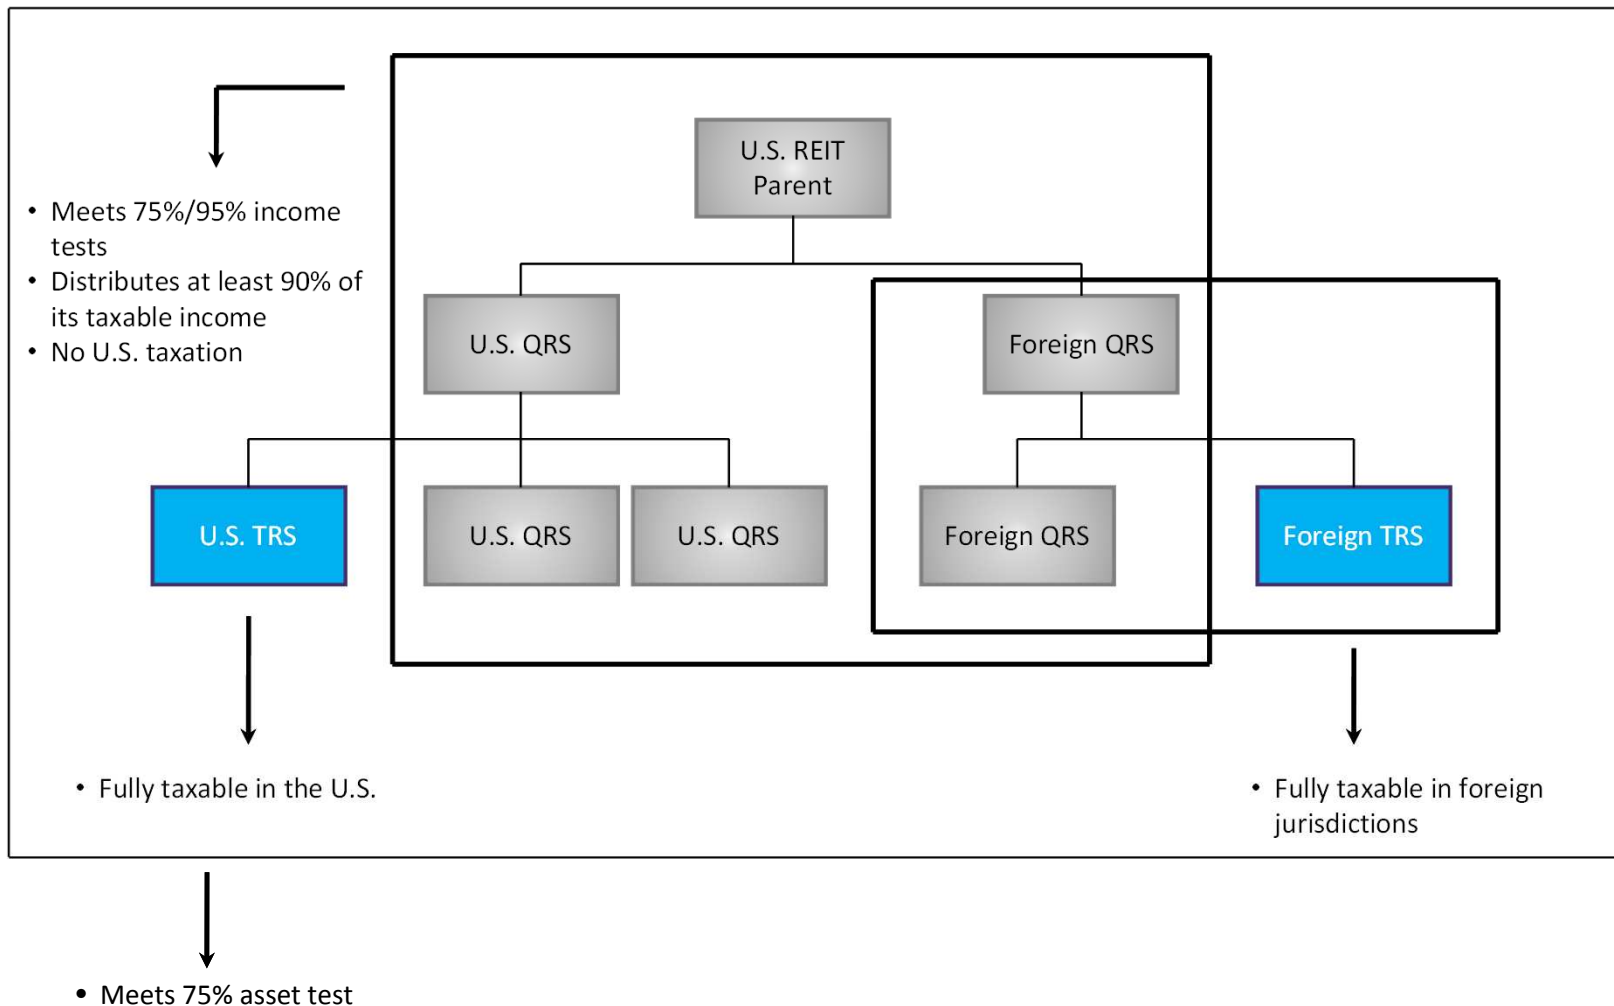 U.S. REIT
Parent
• Meets 75%/95% income
tests
• Distributes at least 90% of
its taxable income
• No U.S. taxation
U.S. QRS
Foreign QRS
U.S. TRS
U.S. QRS
U.S. QRS
Foreign QRS
Foreign TRS
• Fully taxable in the U.S.
• Fully taxable in foreign
jurisdictions
• Meets 75% asset test